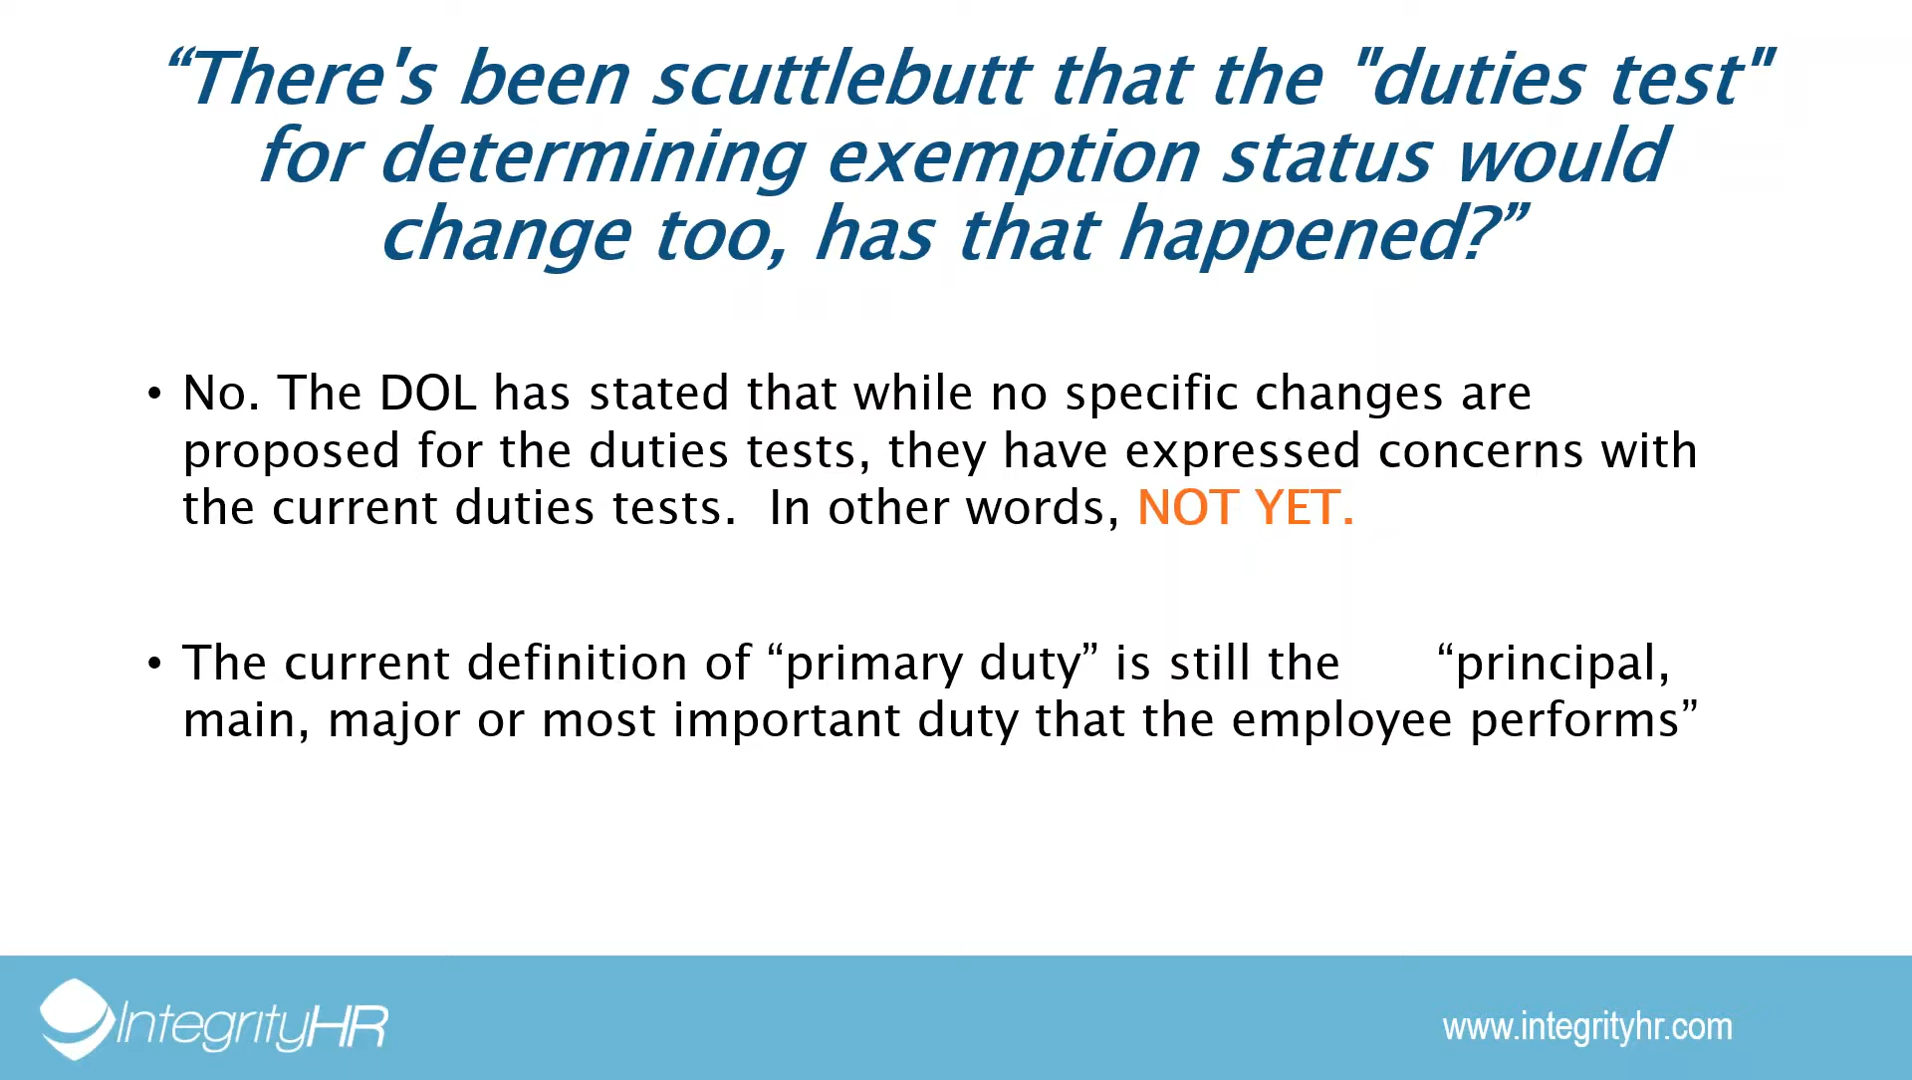 “There's been scuttlebutt that the "duties test"
for determining exemption status would
change too, has that happened?”
• No. The DOL has stated that while no specific changes are
proposed for the duties tests, they have expressed concerns with
the current duties tests.  In other words, NOT YET.
• The current definition of “primary duty” is still the “principal,
main, major or most important duty that the employee performs”
IntegrityHR
www.integrityhr.com